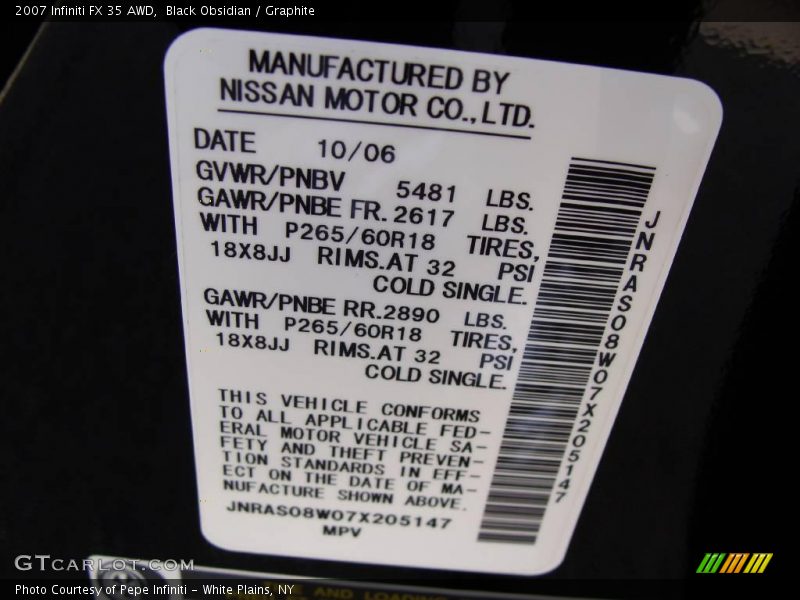 2007 Infiniti FX 35 AWD, Black Obsidian / Graphite
MANUFACTURED BY
NISSAN MOTOR CO., LTD.
DATE 10/06
GVWR/PNBV 5481 LBS.
GAWR/PNBE FR. 2617 LBS.
WITH P265/60R18 TIRES,
18X8JJ RIMS.AT 32 PSI
COLD SINGLE.
GAWR/PNBE RR. 2890 LBS.
WITH P265/60R18 TIRES,
18X8JJ RIMS.AT 32 PSI
COLD SINGLE.
THIS VEHICLE CONFORMS
TO ALL APPLICABLE FED-
ERAL MOTOR VEHICLE SA-
FETY AND THEFT PREVEN-
TION STANDARDS IN EFF-
ECT ON THE DATE OF MA-
NUFACTURE SHOWN ABOVE.
JNRAS08W07X205147
MPV
JNRAS08W07X205147
GTCARLOT.COM
AND LOADING
Photo Courtesy of Pepe Infiniti - White Plains, NY